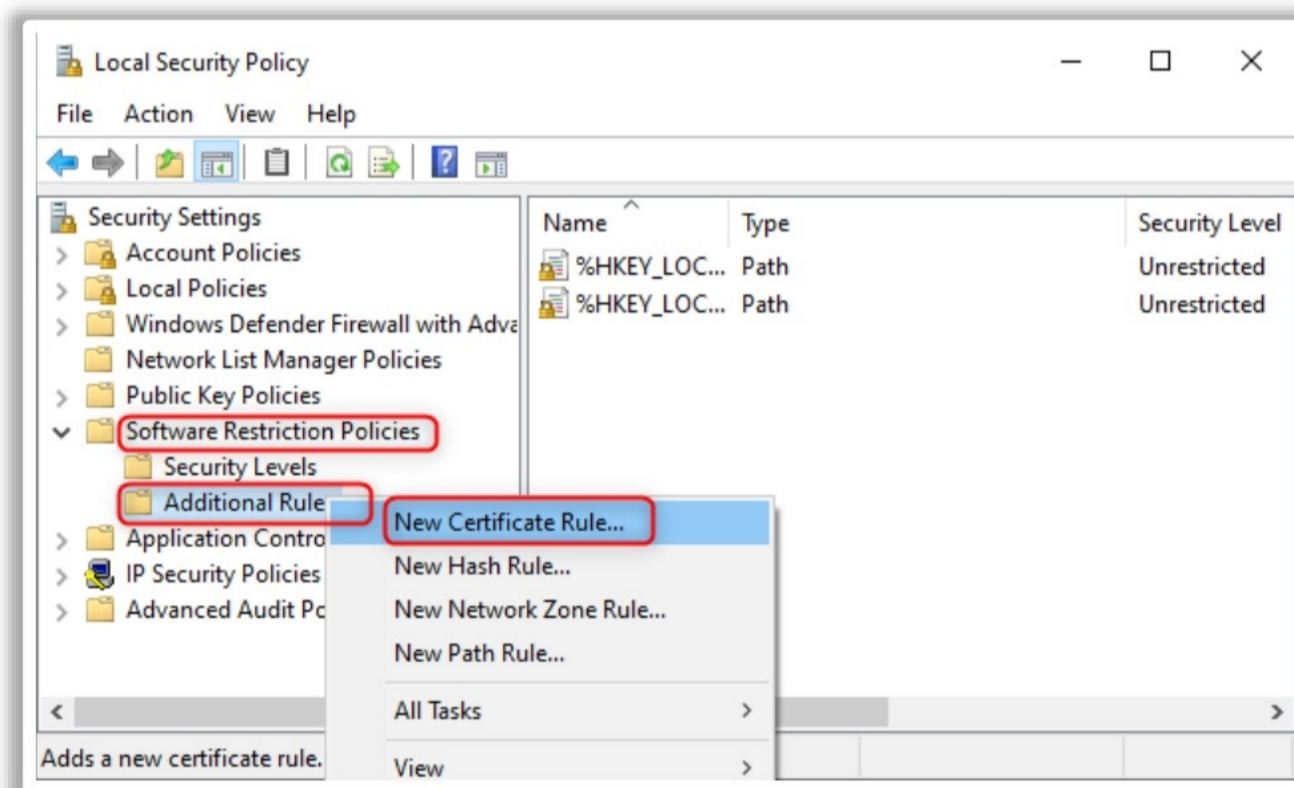 Local Security Policy
File Action View Help
Name Type Security Level
Security Settings
Account Policies
Local Policies
Windows Defender Firewall with Adva
Network List Manager Policies
Public Key Policies
Software Restriction Policies
Security Levels
Additional Rule
Application Contro
IP Security Policies
Advanced Audit Po
%HKEY_LOC... Path Unrestricted
%HKEY_LOC... Path Unrestricted
New Certificate Rule...
New Hash Rule...
New Network Zone Rule...
New Path Rule...
All Tasks
View
Adds a new certificate rule.